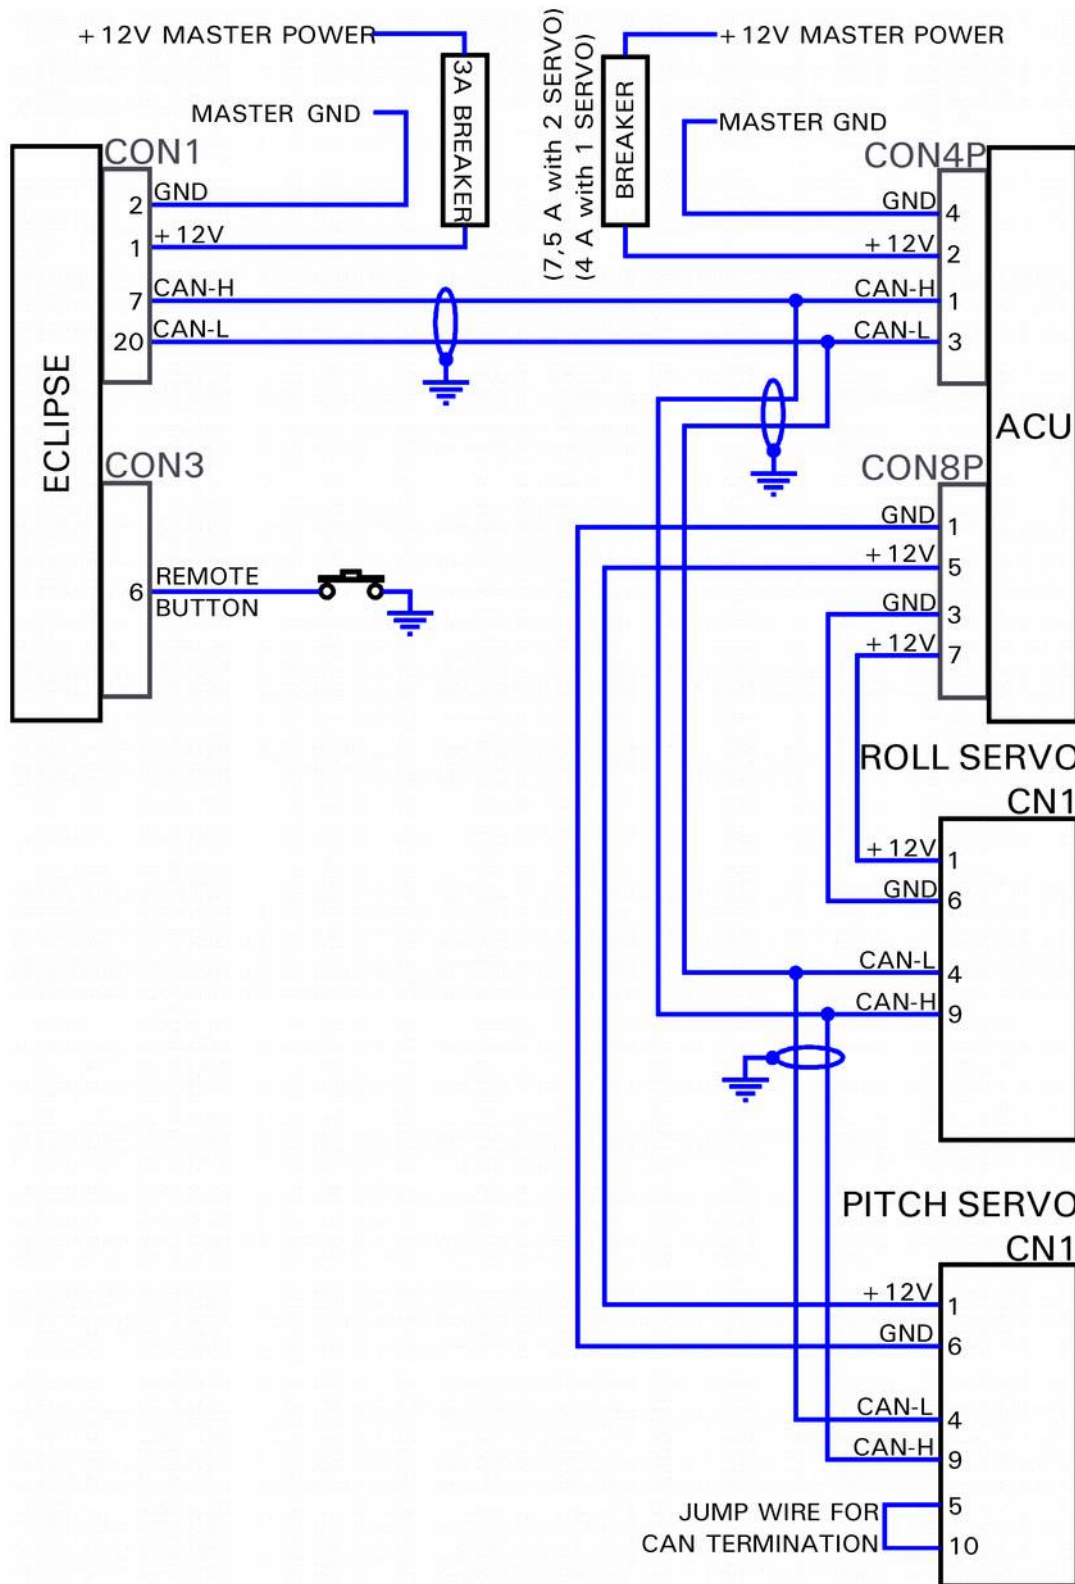 +12V MASTER POWER
3A BREAKER
MASTER GND
(7,5 A with 2 SERVO)
(4 A with 1 SERVO)
BREAKER
+12V MASTER POWER
MASTER GND
ECLIPSE
CON1
2 GND
1 +12V
7 CAN-H
20 CAN-L
CON3
6 REMOTE
BUTTON
ACU
CON4P
GND 4
+12V 2
CAN-H 1
CAN-L 3
CON8P
GND 1
+12V 5
GND 3
+12V 7
ROLL SERVO
CN1
+12V 1
GND 6
CAN-L 4
CAN-H 9
PITCH SERVO
CN1
+12V 1
GND 6
CAN-L 4
CAN-H 9
5
JUMP WIRE FOR
CAN TERMINATION
10